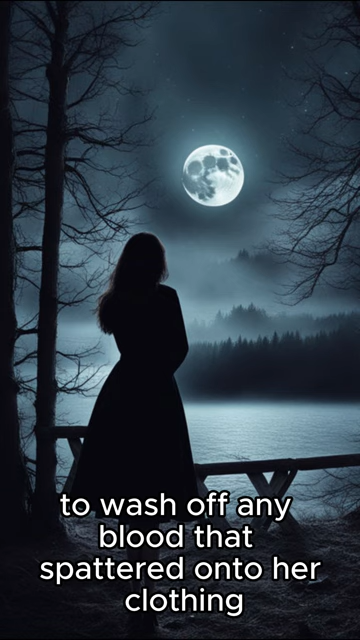 to wash off any
blood that
spattered onto her
clothing